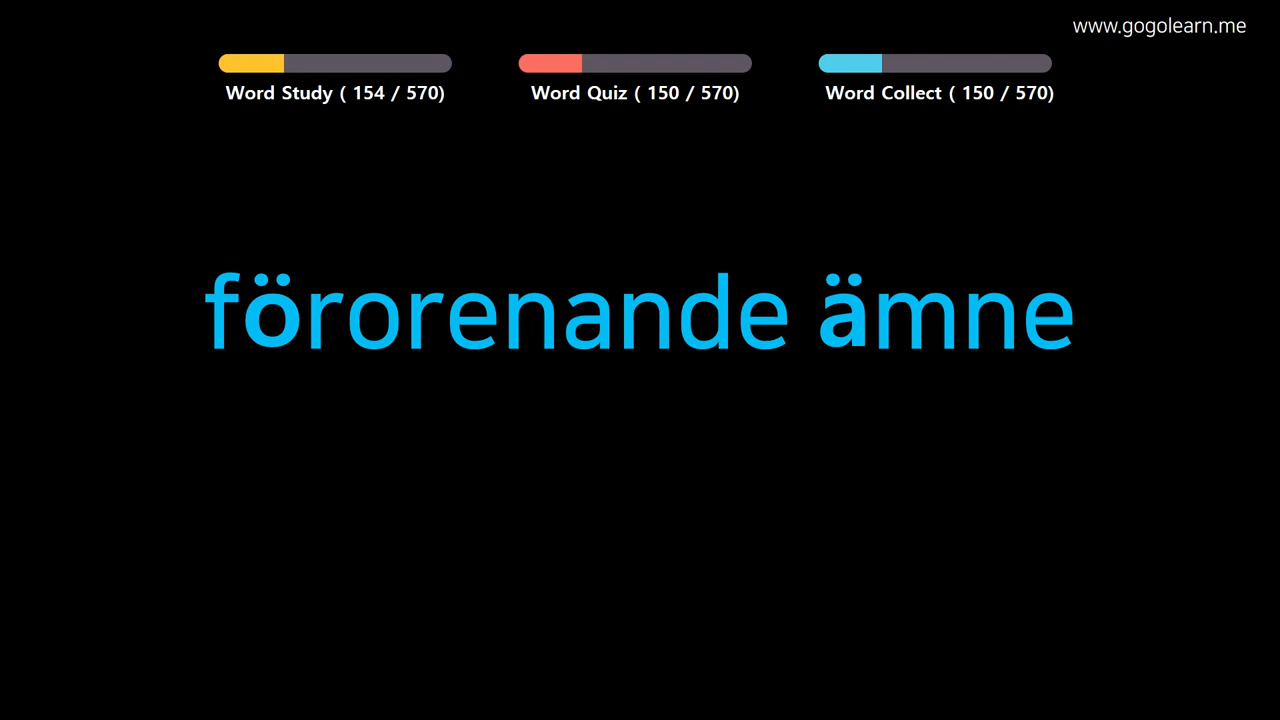 www.gogolearn.me
Word Study ( 154 / 570)
Word Quiz ( 150 / 570)
Word Collect ( 150 / 570)
förorenande ämne